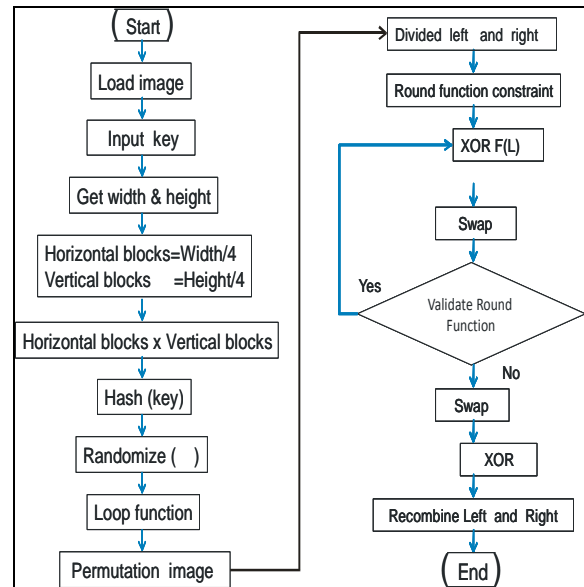 Start
Load image
Input key
Get width & height
Horizontal blocks=Width/4
Vertical blocks =Height/4
Horizontal blocks x Vertical blocks
Hash (key)
Randomize ( )
Loop function
Permutation image
Divided left and right
Round function constraint
XOR F(L)
Swap
Validate Round
Function
Yes
No
Swap
XOR
Recombine Left and Right
End